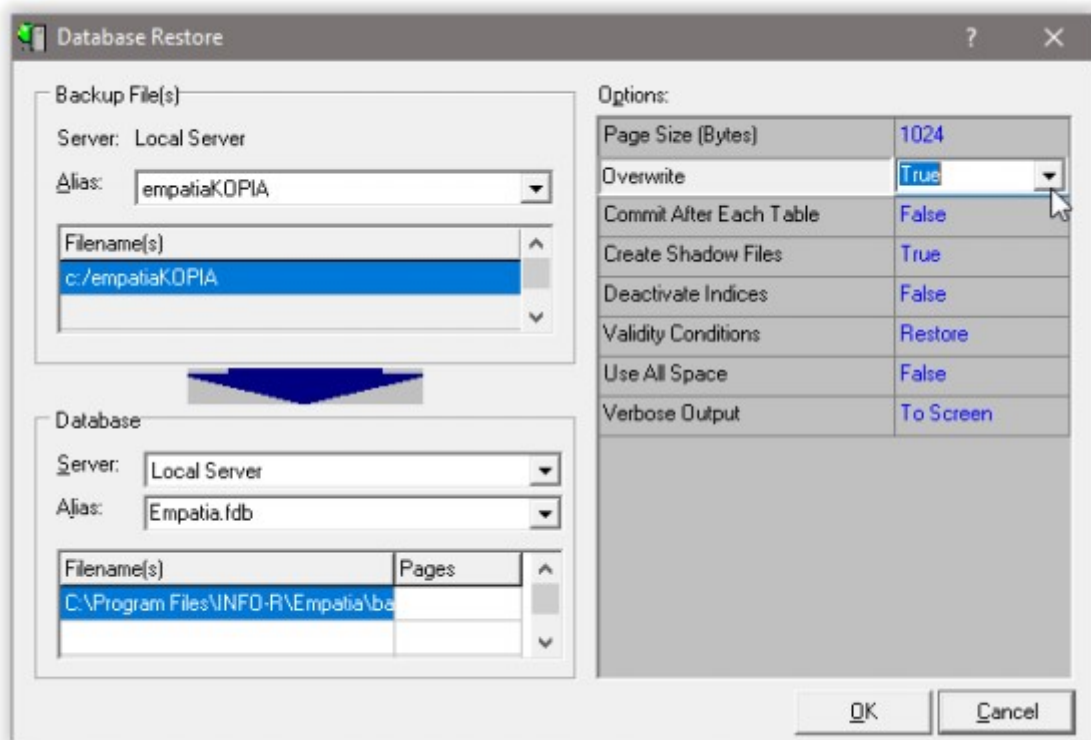 Database Restore
?
Backup File(s)
Server: Local Server
Alias: empatiaKOPIA
Filename(s)
c:/empatiaKOPIA
Database
Server: Local Server
Alias: Empatia.fdb
Filename(s) Pages
C:\Program Files\INFO-R\Empatia\ba
Options:
Page Size (Bytes) 1024
Overwrite True
Commit After Each Table False
Create Shadow Files True
Deactivate Indices False
Validity Conditions Restore
Use All Space False
Verbose Output To Screen
OK Cancel